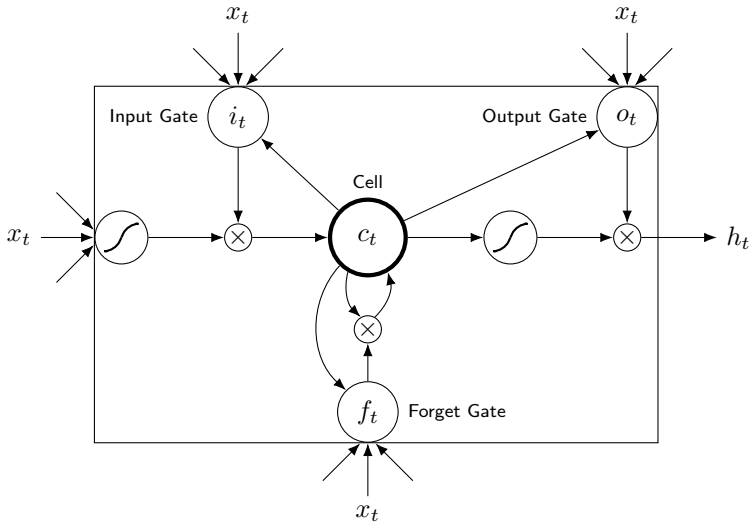 x_t x_t
Input Gate i_t Output Gate o_t
Cell
x_t × c_t × h_t
×
f_t Forget Gate
x_t